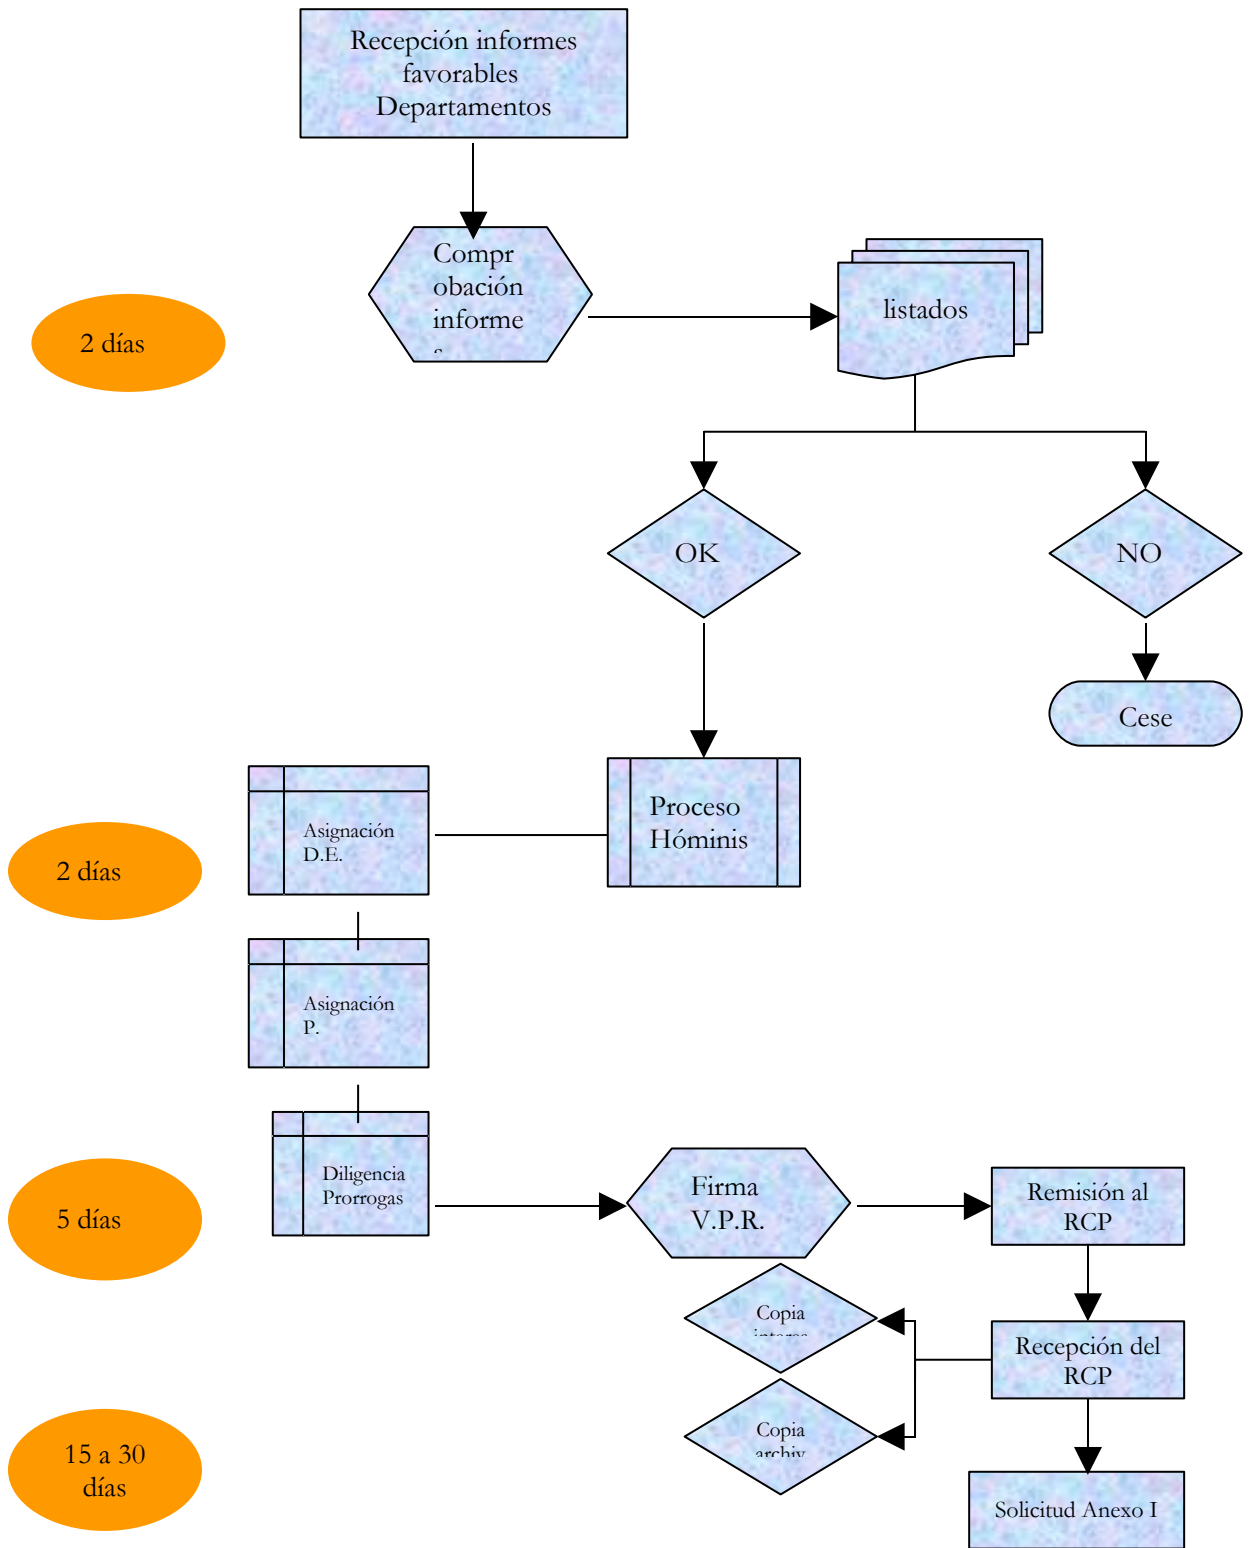 Recepción informes
favorables
Departamentos
Compr
obación
informe
listados
2 días
OK
NO
Cese
Proceso
Hóminis
Asignación
D.E.
2 días
Asignación
P.
Diligencia
Prorrogas
Firma
V.P.R.
Remisión al
RCP
5 días
Copia
Recepción del
RCP
Copia
archiv
15 a 30
días
Solicitud Anexo I